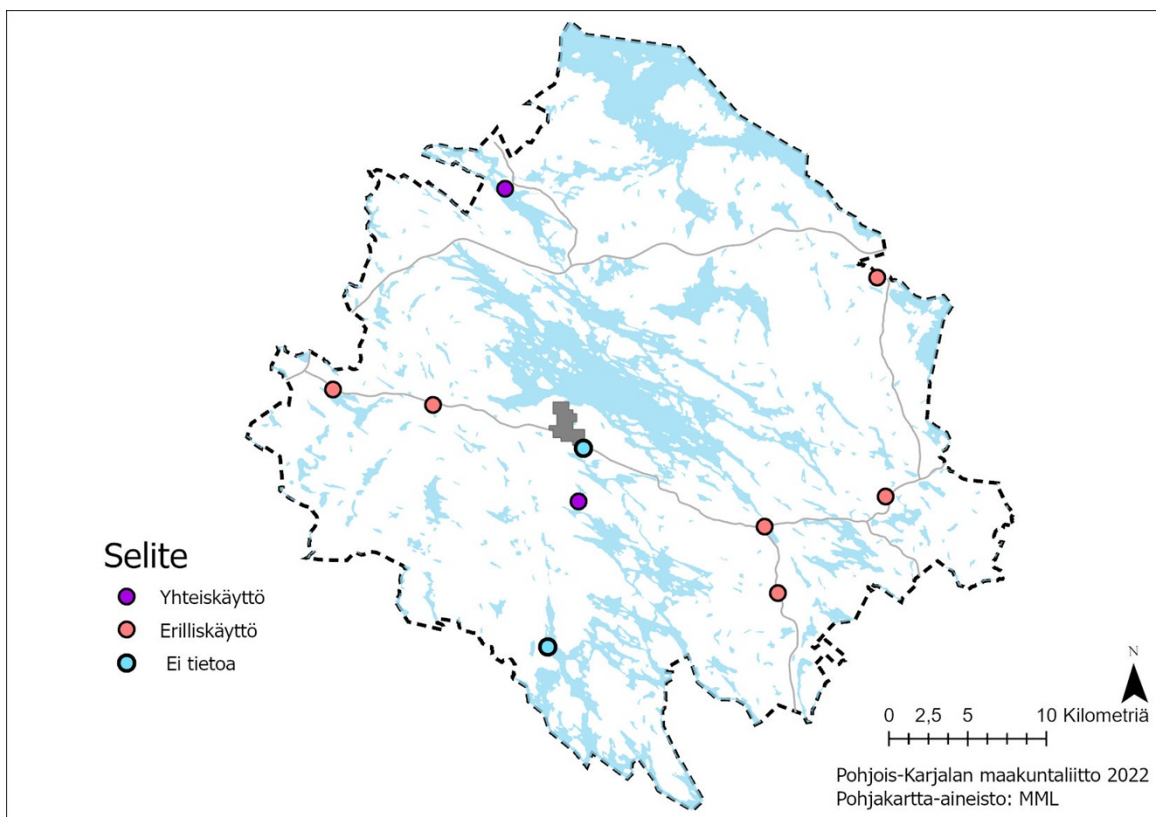 Selite
Yhteiskäyttö
Erilliskäyttö
Ei tietoa
N
0 2,5 5 10 Kilometriä
Pohjois-Karjalan maakuntaliitto 2022
Pohjakartta-aineisto: MML